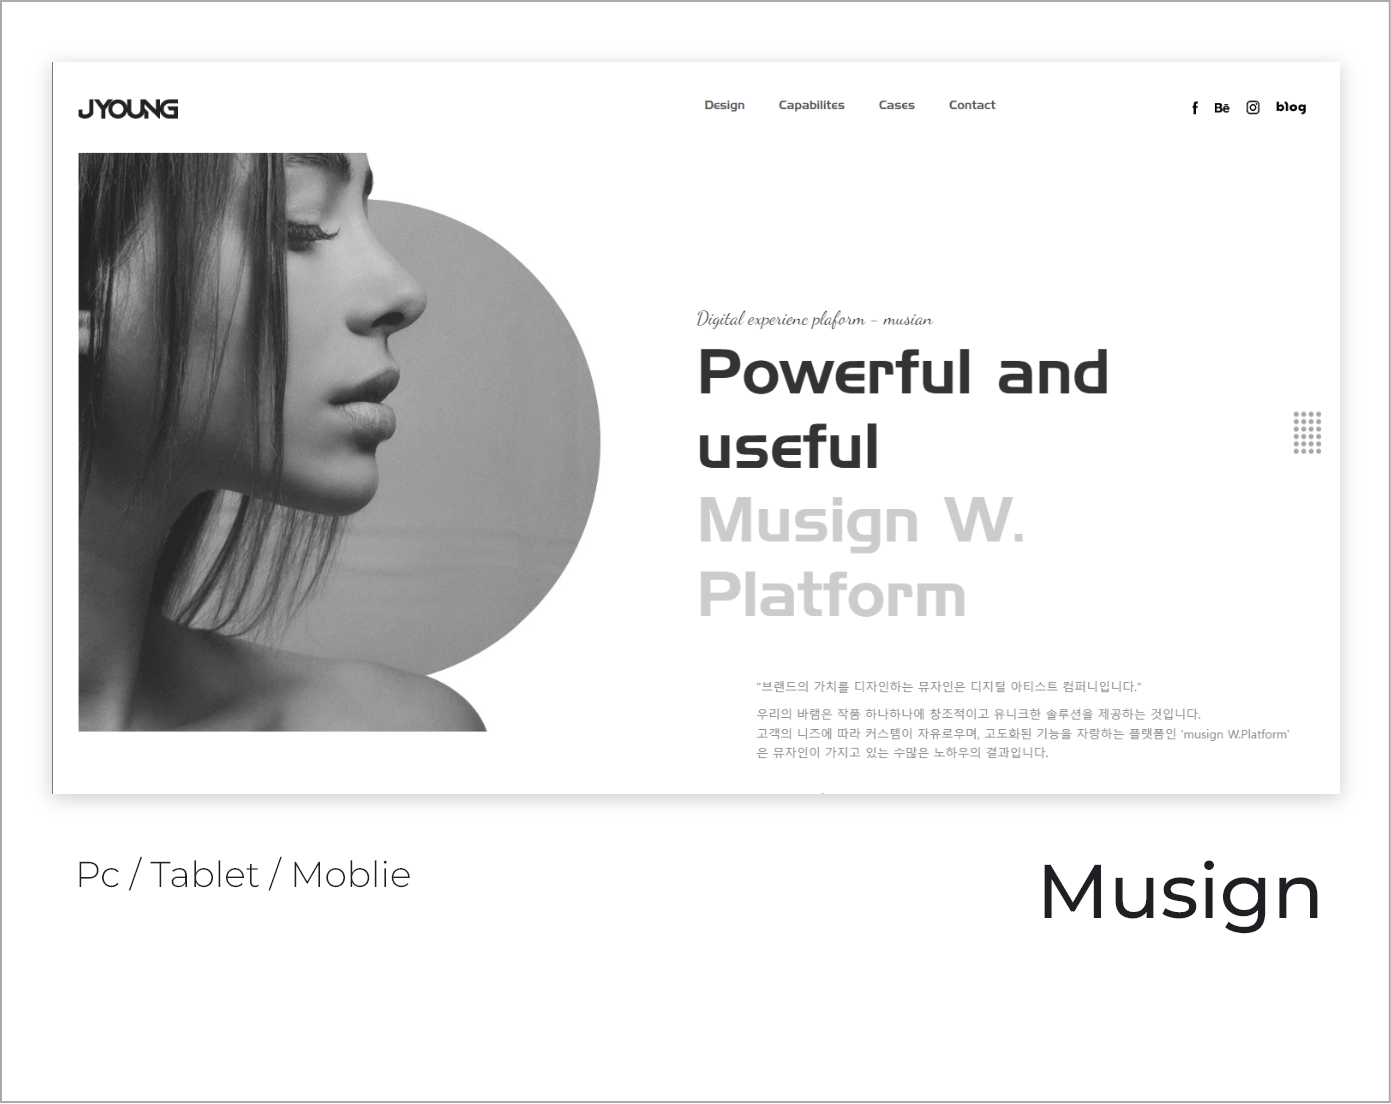 JYOUNG
Design Capabilites Cases Contact
f Bē blog
Digital experienc plaform - musian
Powerful and
useful
Musign W.
Platform
"브랜드의 가치를 디자인하는 뮤자인은 디지털 아티스트 컴퍼니입니다."
우리의 바램은 작품 하나하나에 창조적이고 유니크한 솔루션을 제공하는 것입니다.
고객의 니즈에 따라 커스텀이 자유로우며, 고도화된 기능을 자랑하는 플랫폼인 'musign W.Platform'
은 뮤자인이 가지고 있는 수많은 노하우의 결과입니다.
Pc / Tablet / Moblie
Musign